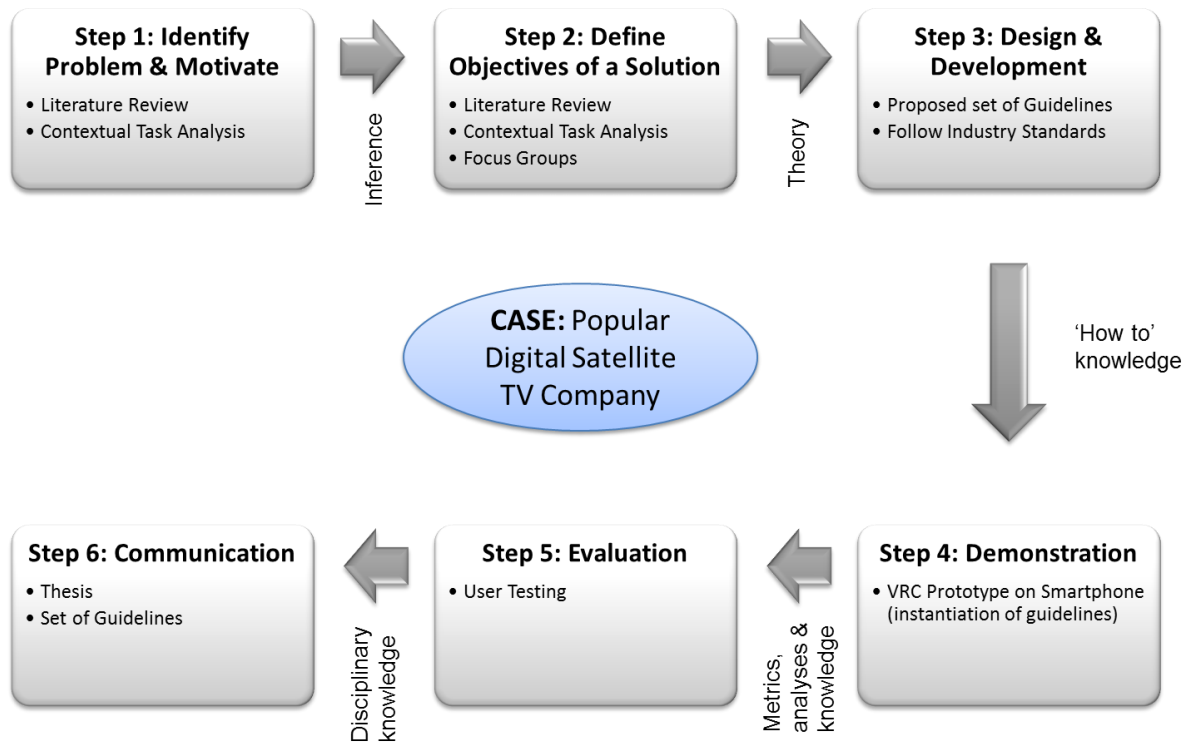 Step 1: Identify
Problem & Motivate
• Literature Review
• Contextual Task Analysis
Inference
Step 2: Define
Objectives of a Solution
• Literature Review
• Contextual Task Analysis
• Focus Groups
Theory
Step 3: Design &
Development
• Proposed set of Guidelines
• Follow Industry Standards
'How to'
knowledge
CASE: Popular
Digital Satellite
TV Company
Step 4: Demonstration
• VRC Prototype on Smartphone
(instantiation of guidelines)
Metrics,
analyses &
knowledge
Step 5: Evaluation
• User Testing
Disciplinary
knowledge
Step 6: Communication
• Thesis
• Set of Guidelines